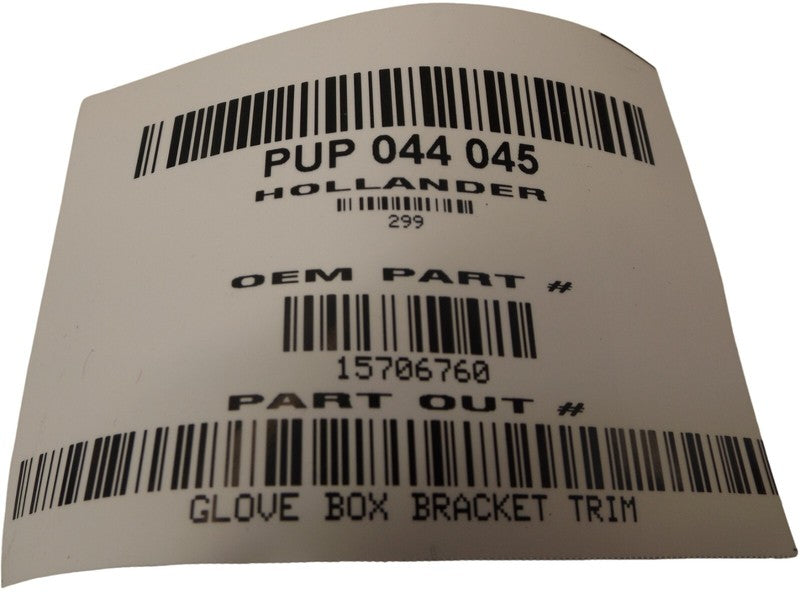 PUP 044 045
HOLLANDER
299
OEM PART #
15706760
PART OUT #
GLOVE BOX BRACKET TRIM